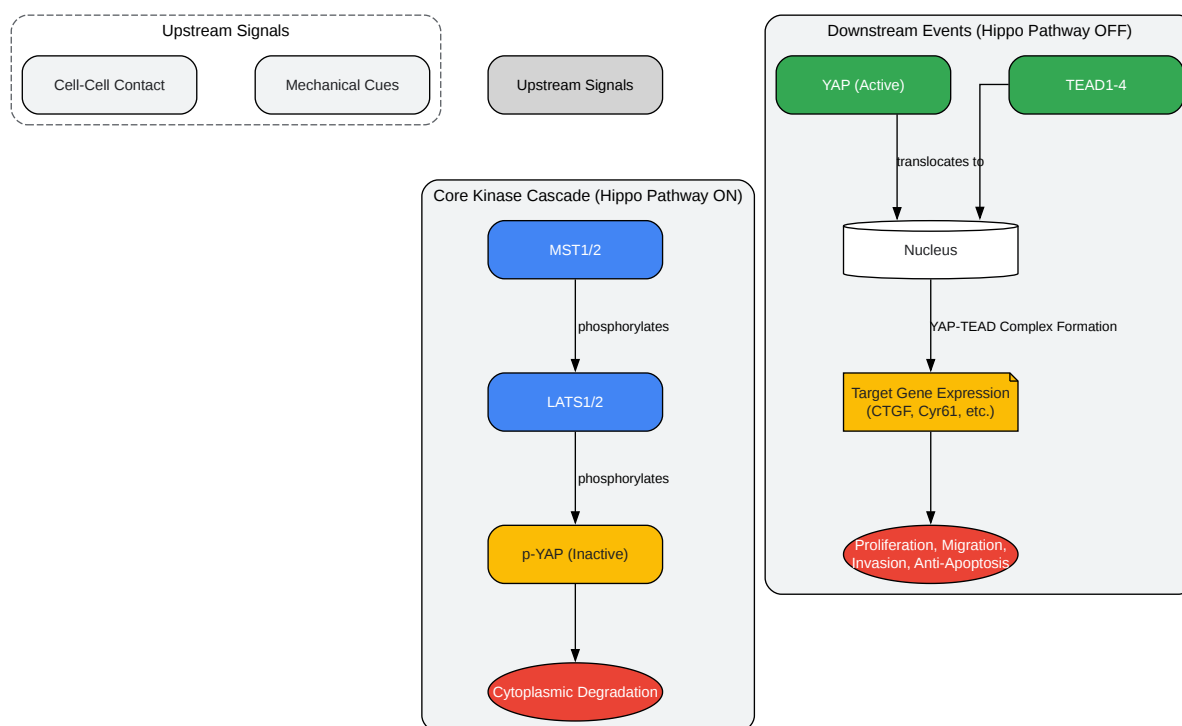 Upstream Signals
Cell-Cell Contact
Mechanical Cues
Upstream Signals
Core Kinase Cascade (Hippo Pathway ON)
MST1/2
phosphorylates
LATS1/2
phosphorylates
p-YAP (Inactive)
Cytoplasmic Degradation
Downstream Events (Hippo Pathway OFF)
YAP (Active)
TEAD1-4
translocates to
Nucleus
YAP-TEAD Complex Formation
Target Gene Expression
(CTGF, Cyr61, etc.)
Proliferation, Migration,
Invasion, Anti-Apoptosis